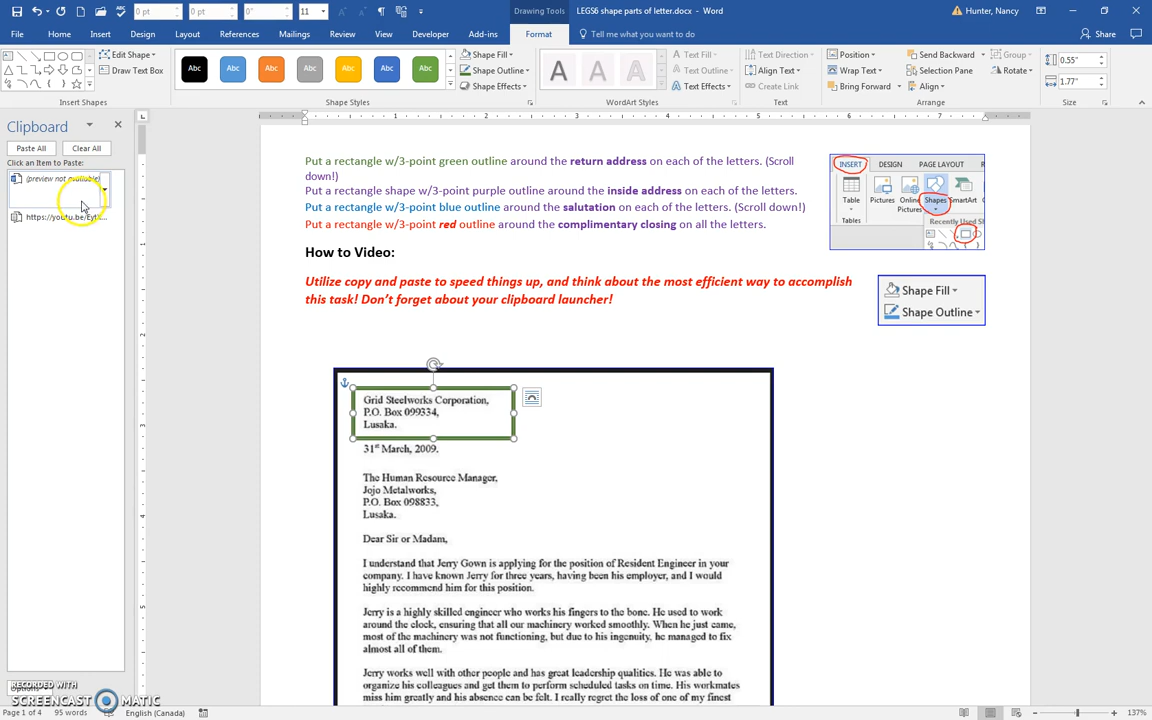 11
Drawing Tools
LEGS6 shape parts of letter.docx - Word
Hunter, Nancy
File Home Insert Draw Design Layout References Mailings Review View Developer Add-ins Format Tell me what you want to do Share
Edit Shape
Draw Text Box
Insert Shapes
Abc Abc Abc Abc Abc Abc Abc
Shape Fill
Shape Outline
Shape Effects
Shape Styles
A A A
Text Fill
Text Outline
Text Effects
WordArt Styles
Text Direction
Align Text
Create Link
Text
Position
Wrap Text
Bring Forward
Send Backward
Selection Pane
Align
Group
Rotate
Arrange
0.55"
1.77"
Size
Clipboard
Paste All Clear All
Click an Item to Paste:
(preview not available)
Options
RECORDED WITH
SCREENCAST MATIC
Put a rectangle w/3-point green outline around the return address on each of the letters. (Scroll
down!)
Put a rectangle shape w/3-point purple outline around the inside address on each of the letters.
Put a rectangle w/3-point blue outline around the salutation on each of the letters. (Scroll down!)
Put a rectangle w/3-point red outline around the complimentary closing on all the letters.
How to Video:
Utilize copy and paste to speed things up, and think about the most efficient way to accomplish
this task! Don't forget about your clipboard launcher!
INSERT DESIGN PAGE LAYOUT
Table
Pictures
Online
Pictures
Shapes
SmartArt
Tables
Recently Used
Shape Fill
Shape Outline
Grid Steelworks Corporation,
P.O. Box 099334,
Lusaka.
31st March, 2009.
The Human Resource Manager,
Jojo Metalworks,
P.O. Box 098833,
Lusaka.
Dear Sir or Madam,
I understand that Jerry Gown is applying for the position of Resident Engineer in your
company. I have known Jerry for three years, having been his employer, and I would
highly recommend him for this position.
Jerry is a highly skilled engineer who works his fingers to the bone. He used to work
around the clock, ensuring that all our machinery worked smoothly. When he just came,
most of the machinery was not functioning, but due to his ingenuity, he managed to fix
almost all of them.
Jerry works well with other people and has great leadership qualities. He was able to
organize his colleagues and get them to perform scheduled tasks on time. His workmates
miss him greatly and his absence can be felt. I really regret the loss of one of my finest
Page 1 of 4 95 words English (Canada) 137%